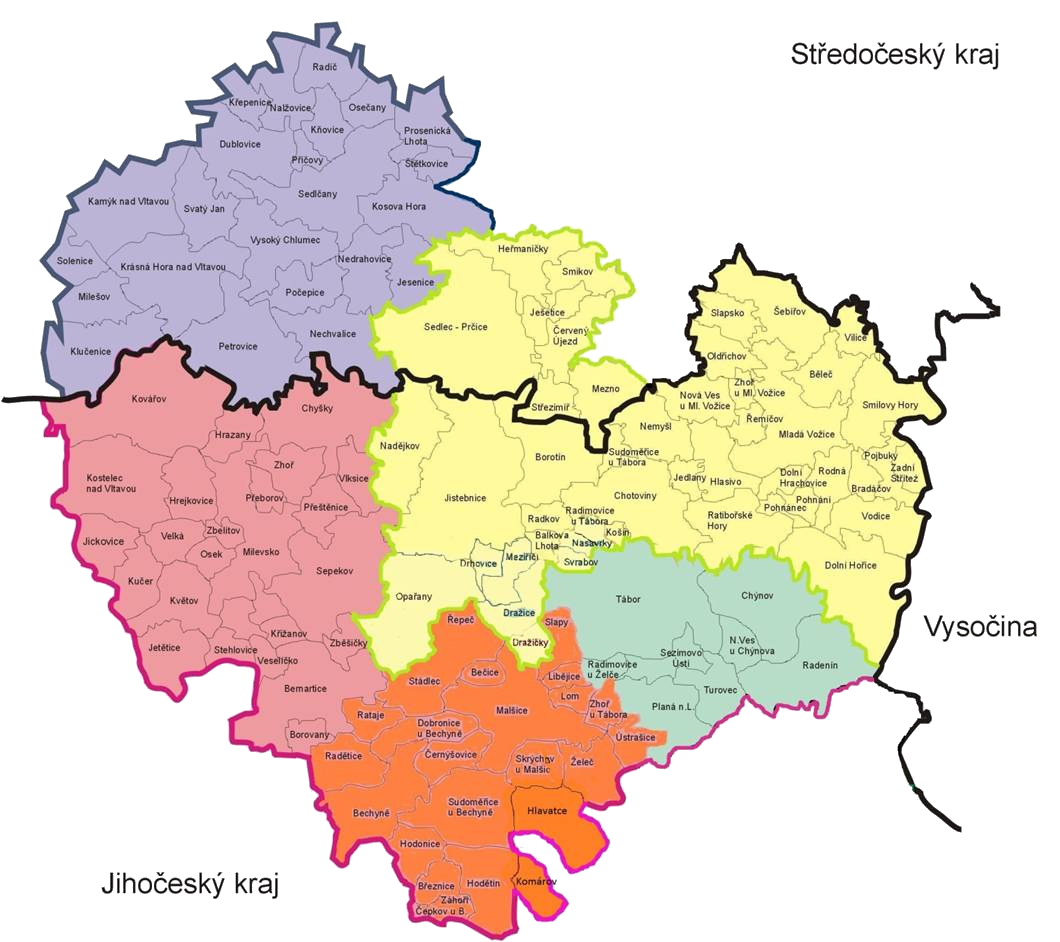 Středočeský kraj
Radíč
Křepenice
Nalžovice
Osečany
Kňovice
Prosenická
Lhota
Dublovice
Příčovy
Štětkovice
Sedlčany
Kamýk nad Vltavou
Svatý Jan
Kosova Hora
Vysoký Chlumec
Solenice
Krásná Hora nad Vltavou
Nedrahovice
Jesenice
Milešov
Počepice
Nechvalice
Petrovice
Klučenice
Heřmaničky
Smikov
Ješetice
Sedlec - Prčice
Červený
Újezd
Mezno
Střezimíř
Slapsko
Šebířov
Vilice
Oldřichov
Běleč
Zhoř
u Ml. Vožice
Nová Ves
u Ml. Vožice
Smilovy Hory
Řemíčov
Nemyšl
Mladá Vožice
Sudoměřice
u Tábora
Borotín
Pojbuky
Zadní
Střítež
Jedlany
Hlasivo
Dolní
Hrachovice
Rodná
Bradáčov
Pohnání
Pohnánec
Chotoviny
Ratibořské
Hory
Vodice
Dolní Hořice
Nadějkov
Jistebnice
Radkov
Radimovice
u Tábora
Košín
Balkova
Lhota
Nasavrky
Meziříčí
Svrabov
Drhovice
Opařany
Dražice
Dražičky
Kovářov
Chyšky
Hrazany
Kostelec
nad Vltavou
Zhoř
Vlksice
Přeborov
Hrejkovice
Přeštěnice
Jickovice
Velká
Zbelítov
Osek
Milevsko
Kučer
Sepekov
Květov
Jetětice
Stehlovice
Křižanov
Zběšičky
Veselíčko
Bernartice
Borovany
Tábor
Chýnov
N.Ves
u Chýnova
Sezimovo
Ústí
Radenín
Radimovice
u Želče
Turovec
Planá n.L.
Vysočina
Řepeč
Slapy
Stádlec
Bečice
Libějice
Lom
Malšice
Zhoř
u Tábora
Rataje
Dobronice
u Bechyně
Ústrašice
Radětice
Černýšovice
Skrýchov
u Malšic
Želeč
Bechyně
Sudoměřice
u Bechyně
Hlavatce
Hodonice
Březnice
Hodětín
Komárov
Záhoří
Čepkov u B.
Jihočeský kraj